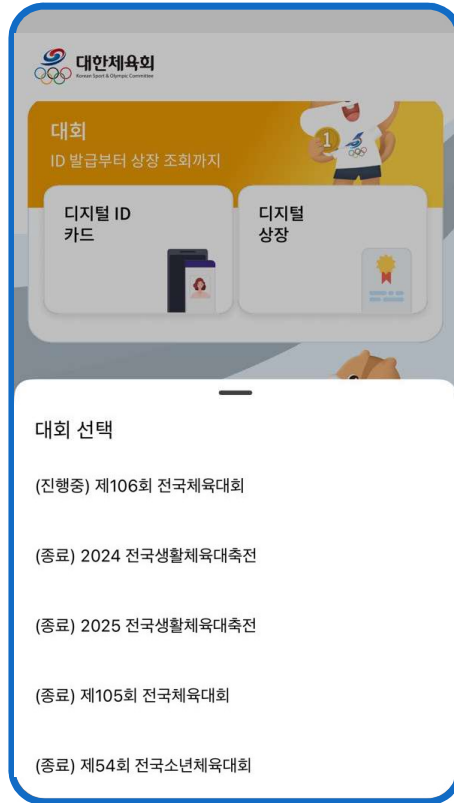 대한체육회
Korean Sport & Olympic Committee
대회
ID 발급부터 상장 조회까지
1
디지털 ID
카드
디지털
상장
대회 선택
(진행중) 제106회 전국체육대회
(종료) 2024 전국생활체육대축전
(종료) 2025 전국생활체육대축전
(종료) 제105회 전국체육대회
(종료) 제54회 전국소년체육대회